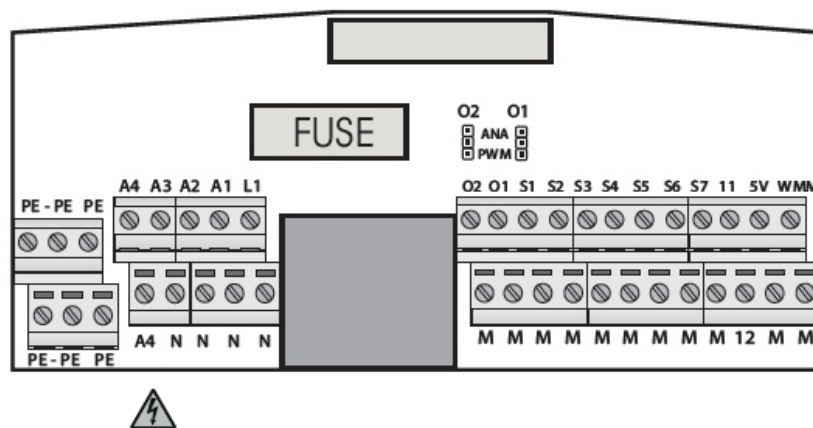 O2 O1
ANA
FUSE
PWM
A4 A3 A2 A1 L1
O2 O1 S1 S2 S3 S4 S5 S6 S7 11 5V WMM
PE - PE PE
A4 N N N N
M M M M M M M M M 12 M M
PE - PE PE